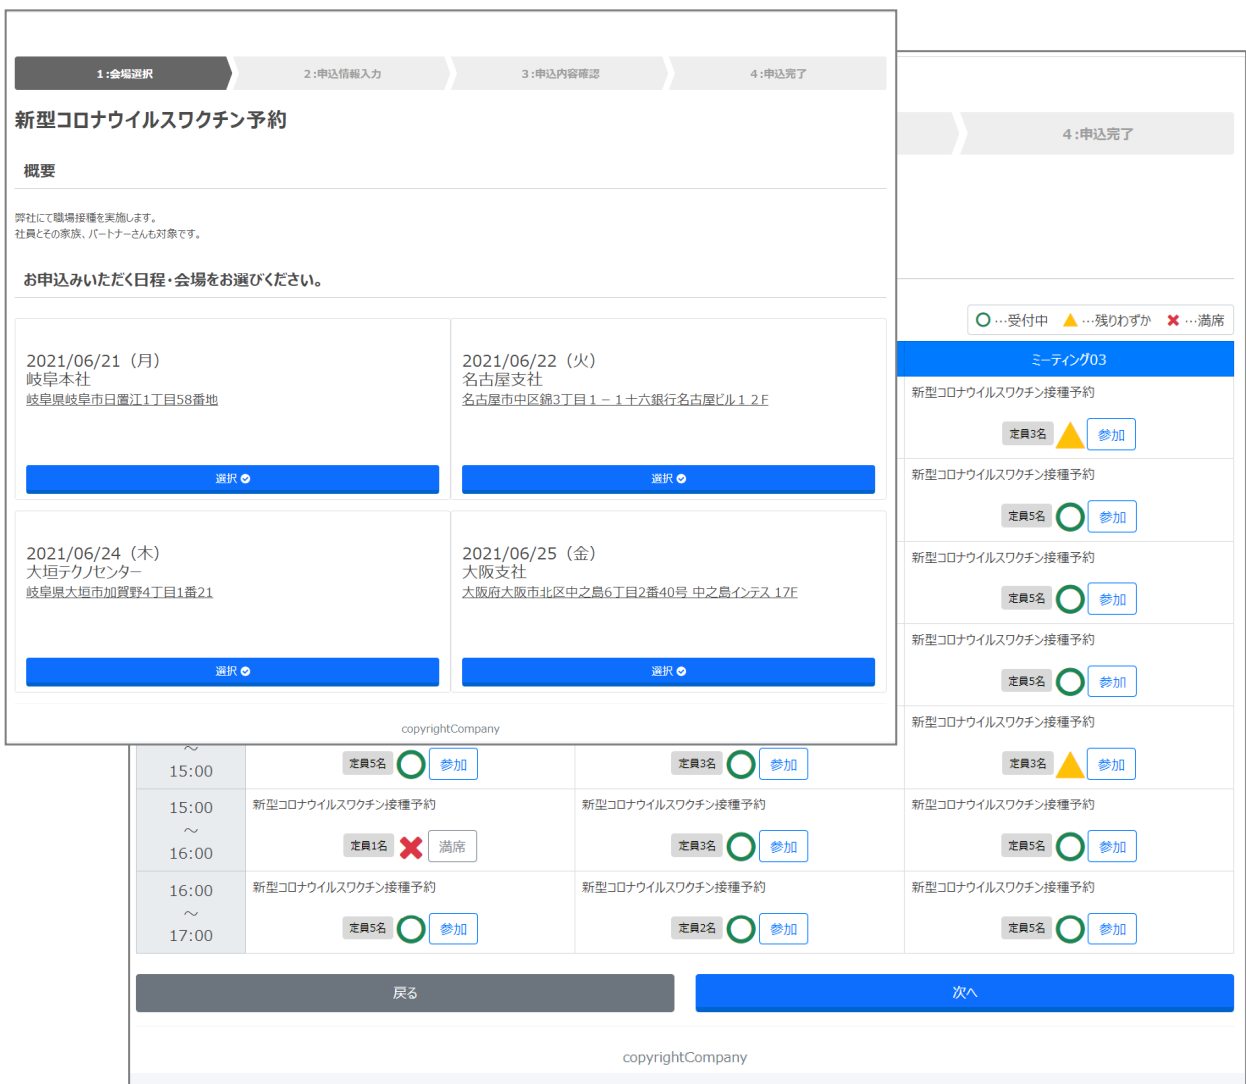 1:会場選択
2:申込情報入力
3:申込内容確認
4:申込完了
新型コロナウイルスワクチン予約
概要
弊社にて職場接種を実施します。
社員とその家族、パートナーさんも対象です。
お申込みいただく日程・会場をお選びください。
2021/06/21（月）
岐阜本社
岐阜県岐阜市日置江1丁目58番地
選択
2021/06/22（火）
名古屋支社
名古屋市中区錦3丁目１－１十六銀行名古屋ビル１２F
選択
2021/06/24（木）
大垣テクノセンター
岐阜県大垣市加賀野4丁目1番21
選択
2021/06/25（金）
大阪支社
大阪府大阪市北区中之島6丁目2番40号 中之島インテス 17F
選択
copyrightCompany
4:申込完了
…受付中 …残りわずか …満席
ミーティング03
新型コロナウイルスワクチン接種予約
定員3名 参加
新型コロナウイルスワクチン接種予約
定員5名 参加
新型コロナウイルスワクチン接種予約
定員5名 参加
新型コロナウイルスワクチン接種予約
定員5名 参加
新型コロナウイルスワクチン接種予約
～
15:00
定員5名 参加
定員3名 参加
定員3名 参加
15:00
～
16:00
新型コロナウイルスワクチン接種予約
定員1名 満席
新型コロナウイルスワクチン接種予約
定員3名 参加
新型コロナウイルスワクチン接種予約
定員5名 参加
16:00
～
17:00
新型コロナウイルスワクチン接種予約
定員5名 参加
新型コロナウイルスワクチン接種予約
定員2名 参加
新型コロナウイルスワクチン接種予約
定員5名 参加
戻る
次へ
copyrightCompany